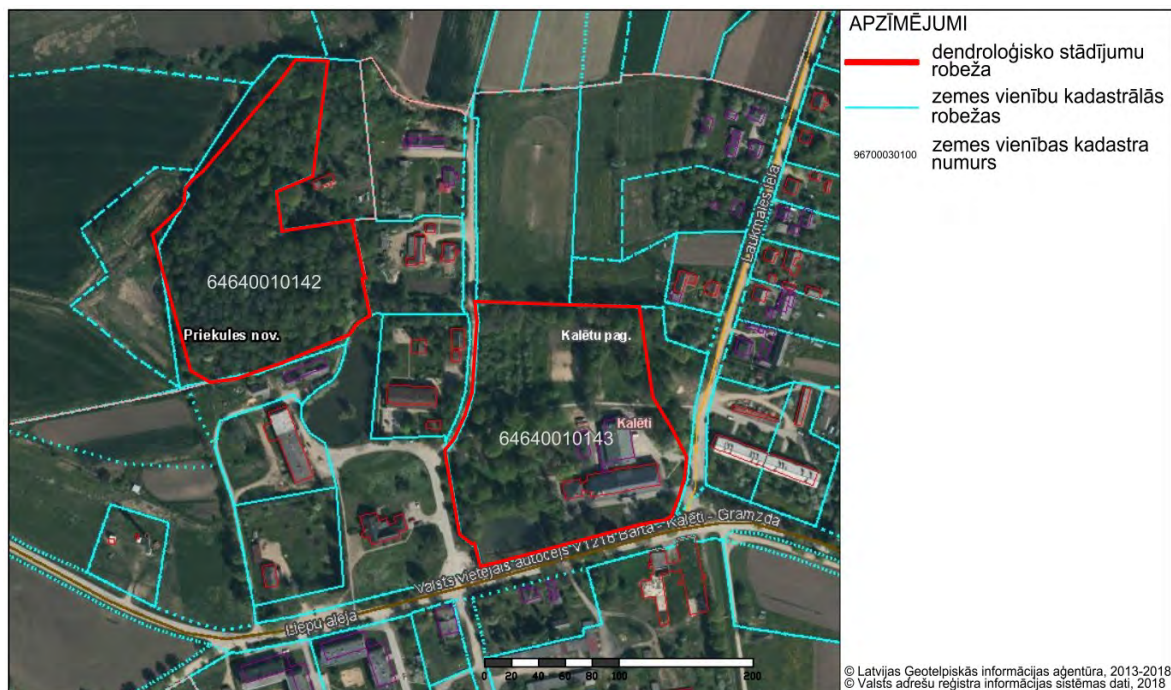 APZĪMĒJUMI
dendroloģisko stādījumu
robeža
zemes vienību kadastrālās
robežas
96700030100
zemes vienības kadastra
numurs
Laukmales iela
64640010142
Priekules nov.
Kalētu pag.
Kalēti
64640010143
Valsts vietējais autoceļš V1216 Bārta - Kalēti - Gramzda
Liepu aleja
0 20 40 60 80 100 200
© Latvijas Ģeotelpiskās informācijas aģentūra, 2013-2018
© Valsts adrešu reģistra informācijas sistēmas dati, 2018